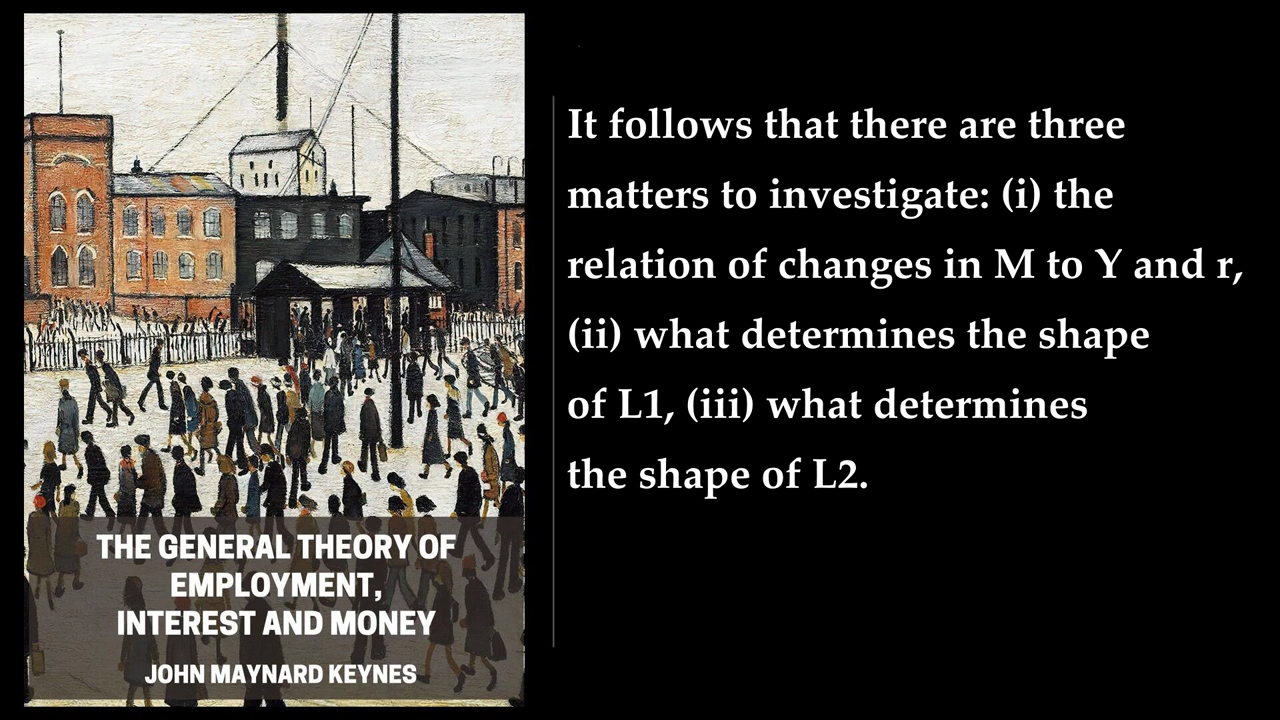 THE GENERAL THEORY OF
EMPLOYMENT,
INTEREST AND MONEY
JOHN MAYNARD KEYNES
It follows that there are three
matters to investigate: (i) the
relation of changes in M to Y and r,
(ii) what determines the shape
of L1, (iii) what determines
the shape of L2.